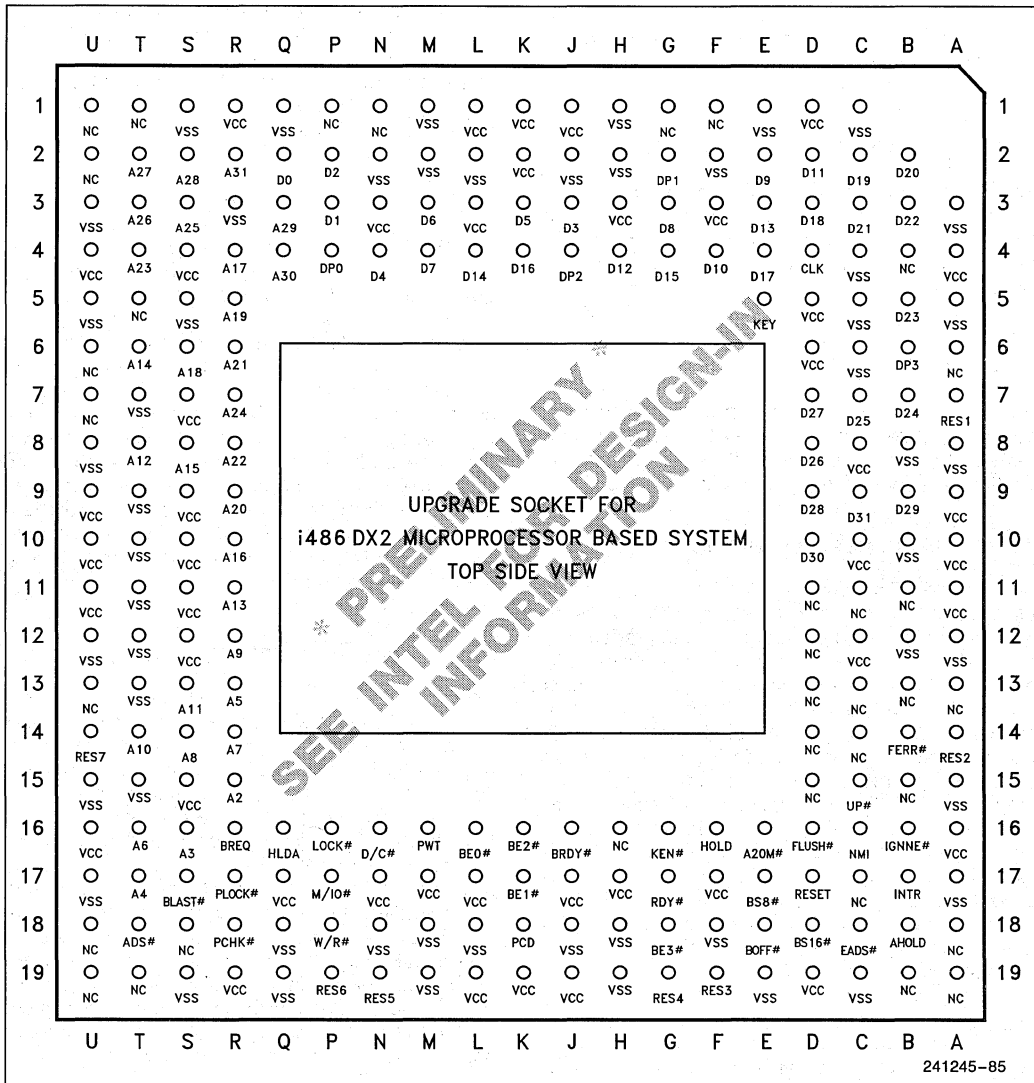 U T S R Q P N M L K J H G F E D C B A
1 NC NC VSS VCC VSS NC NC VSS VCC VCC VCC VSS NC NC VSS VCC VSS 1
2 NC A27 A28 A31 D0 D2 VSS VSS VSS VCC VSS VSS DP1 VSS D9 D11 D19 D20 2
3 VSS A26 A25 VSS A29 D1 VCC D6 VCC D5 D3 VCC D8 VCC D13 D18 D21 D22 VSS 3
4 VCC A23 VCC A17 A30 DP0 D4 D7 D14 D16 DP2 D12 D15 D10 D17 CLK VSS NC VCC 4
5 VSS NC VSS A19 KEY VCC VSS D23 VSS 5
6 NC A14 A18 A21 VCC VSS DP3 NC 6
7 NC VSS VCC A24 D27 D25 D24 RES1 7
8 VSS A12 A15 A22 D26 VCC VSS VSS 8
9 VCC VSS VCC A20 D28 D31 D29 VCC 9
10 VCC VSS VCC A16 D30 VCC VSS VCC 10
11 VCC VSS VCC A13 NC NC NC VCC 11
12 VSS VSS VCC A9 NC VCC VSS VSS 12
13 NC VSS A11 A5 NC NC NC NC 13
14 RES7 A10 A8 A7 NC NC FERR# RES2 14
15 VSS VSS VCC A2 NC UP# NC VSS 15
16 VCC A6 A3 BREQ HLDA LOCK# D/C# PWT BE0# BE2# BRDY# NC KEN# HOLD A20M# FLUSH# NMI IGNNE# VCC 16
17 VSS A4 BLAST# PLOCK# VCC M/IO# VCC VCC VCC BE1# VCC VCC RDY# VCC BS8# RESET NC INTR VSS 17
18 NC ADS# NC PCHK# VSS W/R# VSS VSS VSS PCD VSS VSS BE3# VSS BOFF# BS16# EADS# AHOLD NC 18
19 NC NC VSS VCC VSS RES6 RES5 VSS VCC VCC VCC VSS RES4 RES3 VSS VCC VSS NC NC 19
UPGRADE SOCKET FOR
i486 DX2 MICROPROCESSOR BASED SYSTEM
TOP SIDE VIEW
* PRELIMINARY *
SEE INTEL FOR DESIGN-IN
INFORMATION
U T S R Q P N M L K J H G F E D C B A
241245-85